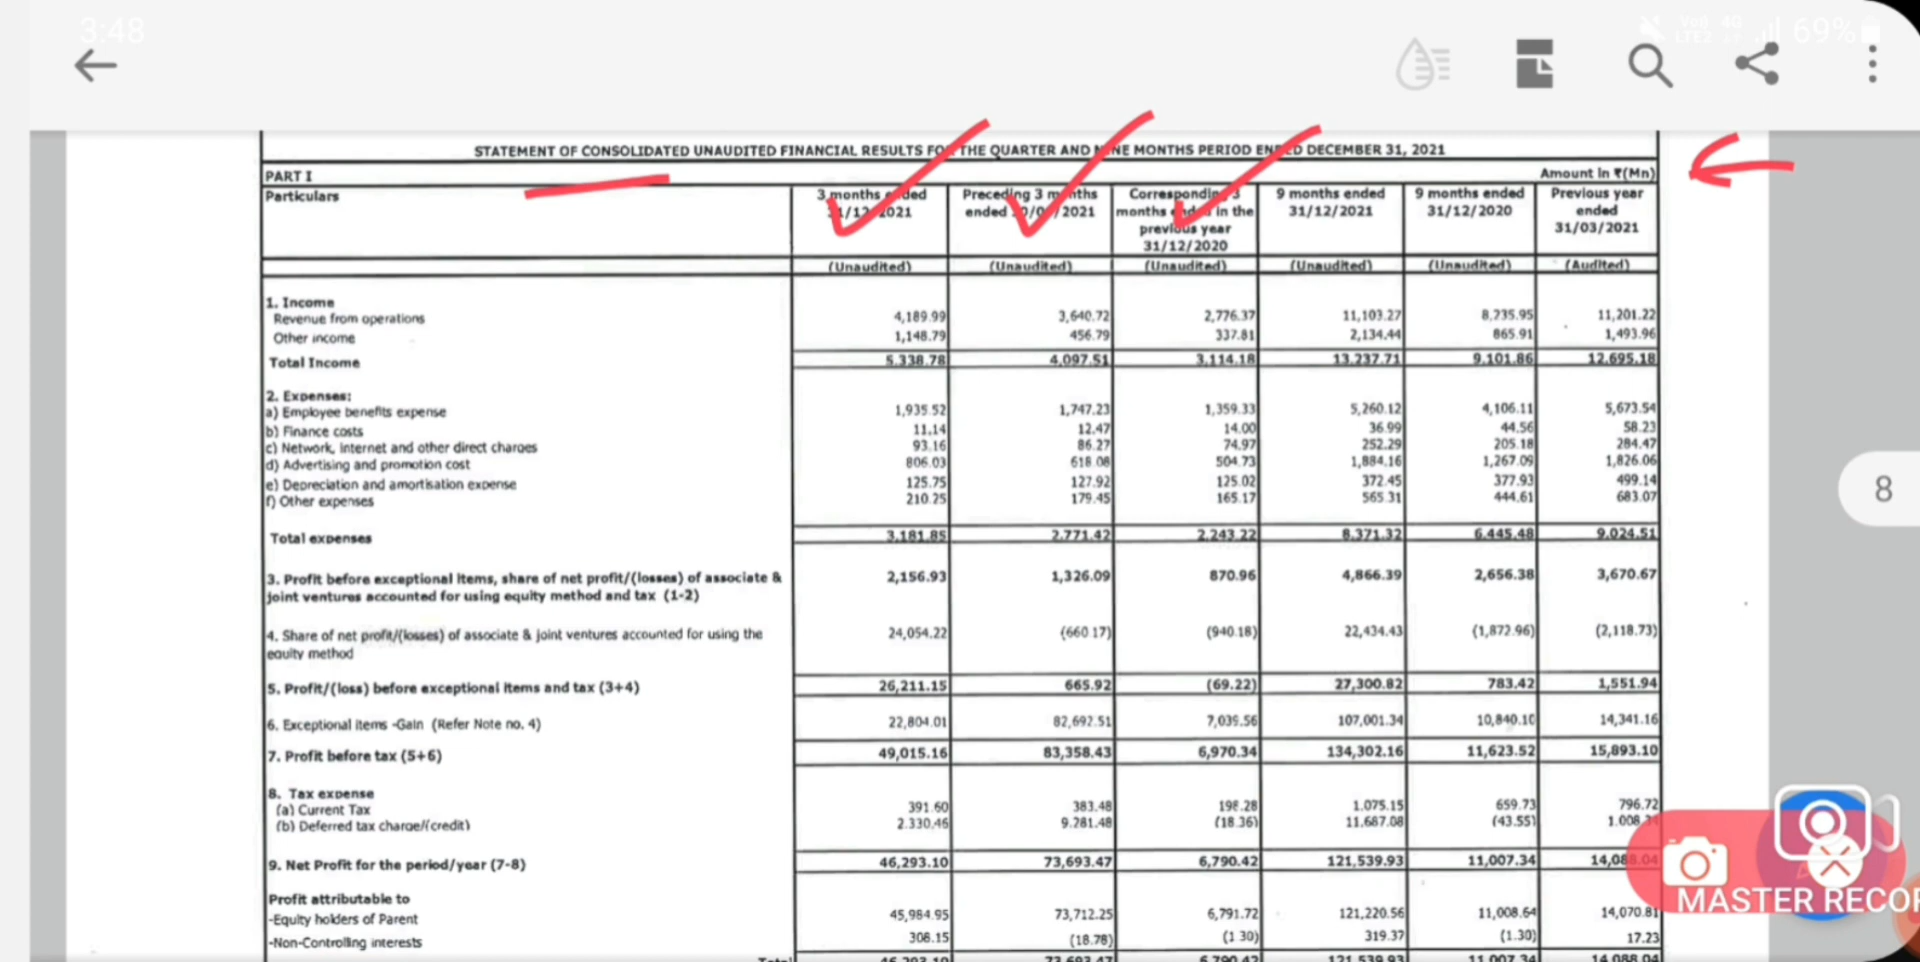 3:48
69%
STATEMENT OF CONSOLIDATED UNAUDITED FINANCIAL RESULTS FOR THE QUARTER AND NINE MONTHS PERIOD ENDED DECEMBER 31, 2021
PART I
Amount in ₹(Mn)
Particulars 3 months ended 31/12/2021 Preceding 3 months ended /2021 Corresponding 3 months ended in the previous year 31/12/2020 9 months ended 31/12/2021 9 months ended 31/12/2020 Previous year ended 31/03/2021
(Unaudited) (Unaudited) (Unaudited) (Unaudited) (Unaudited) (Audited)
1. Income
Revenue from operations 4,189.99 3,640.72 2,776.37 11,103.27 8,235.95 11,201.22
Other income 1,148.79 456.79 337.81 2,134.44 865.91 1,493.96
Total Income 5,338.78 4,097.51 3,114.18 13,237.71 9,101.86 12,695.18
2. Expenses:
a) Employee benefits expense 1,935.52 1,747.23 1,359.33 5,260.12 4,106.11 5,673.54
b) Finance costs 11.14 12.47 14.00 36.99 44.56 58.23
c) Network, internet and other direct charges 93.16 86.27 74.97 252.29 205.18 284.47
d) Advertising and promotion cost 806.03 618.08 504.73 1,884.16 1,267.09 1,826.06
e) Depreciation and amortisation expense 125.75 127.92 125.02 372.45 377.93 499.14
f) Other expenses 210.25 179.45 165.17 565.31 444.61 683.07
Total expenses 3,181.85 2,771.42 2,243.22 8,371.32 6,445.48 9,024.51
3. Profit before exceptional items, share of net profit/(losses) of associate & 2,156.93 1,326.09 870.96 4,866.39 2,656.38 3,670.67
joint ventures accounted for using equity method and tax (1-2)
4. Share of net profit/(losses) of associate & joint ventures accounted for using the 24,054.22 (660.17) (940.18) 22,434.43 (1,872.96) (2,118.73)
equity method
5. Profit/(loss) before exceptional items and tax (3+4) 26,211.15 665.92 (69.22) 27,300.82 783.42 1,551.94
6. Exceptional items -Gain (Refer Note no. 4) 22,804.01 82,692.51 7,039.56 107,001.34 10,840.10 14,341.16
7. Profit before tax (5+6) 49,015.16 83,358.43 6,970.34 134,302.16 11,623.52 15,893.10
8. Tax expense
(a) Current Tax 391.60 383.48 198.28 1,075.15 659.73 796.72
(b) Deferred tax charge/(credit) 2,330.46 9,281.48 (18.36) 11,687.08 (43.55)
9. Net Profit for the period/year (7-8) 46,293.10 73,693.47 6,790.42 121,539.93 11,007.34 14,088.04
Profit attributable to
-Equity holders of Parent 45,984.95 73,712.25 6,791.72 121,220.56 11,008.64 14,070.81
-Non-Controlling interests 308.15 (18.78) (1.30) 319.37 (1.30) 17.23
Total 46,293.10 73,693.47 6,790.42 121,539.93 11,007.34 14,088.04
8
MASTER RECOR